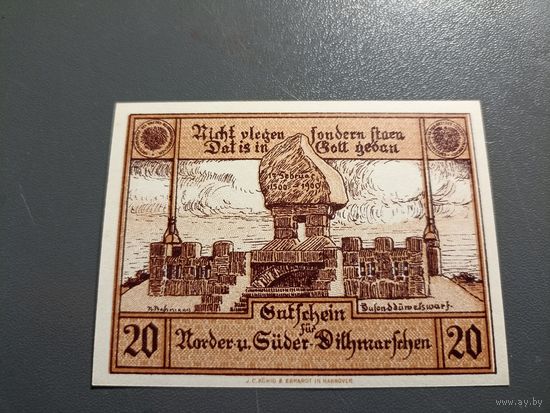 Nicht vlegen sondern staen
Dat is in Gott gedan
17 Februar
1500 1900
Dusenddüwelswarf
Gutschein
für
20 Norder- u. Süder-Dithmarschen 20
J. C. KÖNIG & EBHARDT IN HANNOVER
www.ay.by